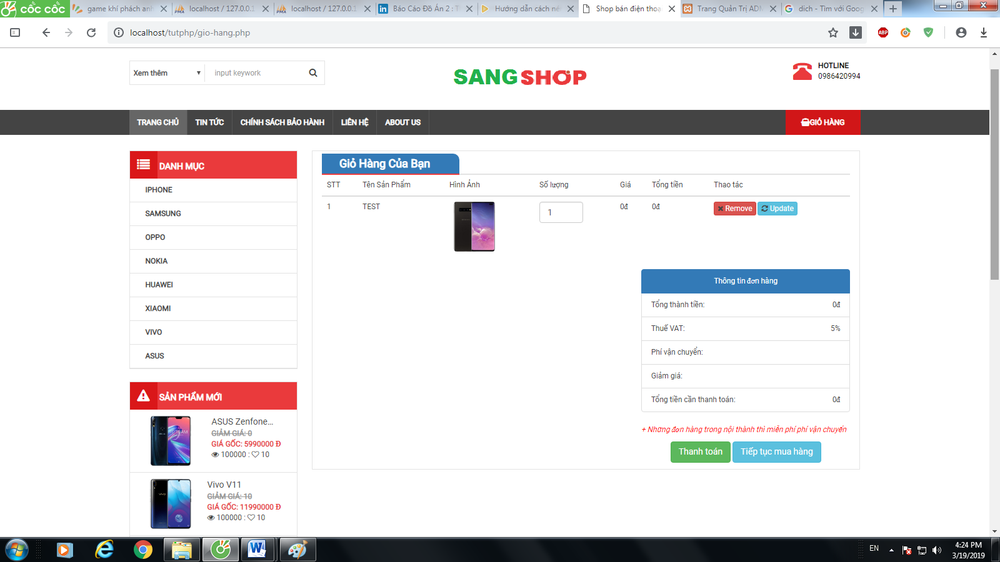 cốc cốc
game khí phách anh
localhost / 127.0.0.1
localhost / 127.0.0.1
Báo Cáo Đồ Án 2 : T
Hướng dẫn cách nế
Shop bán điện thoạ
Trang Quản Trị ADM
dich - Tìm với Goog
localhost/tutphp/gio-hang.php
ABP
Xem thêm
input keywork
SANGSHOP
HOTLINE
0986420994
TRANG CHỦ
TIN TỨC
CHÍNH SÁCH BẢO HÀNH
LIÊN HỆ
ABOUT US
GIỎ HÀNG
DANH MỤC
IPHONE
SAMSUNG
OPPO
NOKIA
HUAWEI
XIAOMI
VIVO
ASUS
SẢN PHẨM MỚI
ASUS Zenfone...
GIẢM GIÁ: 0
GIÁ GỐC: 5990000 Đ
100000 : 10
Vivo V11
GIẢM GIÁ: 10
GIÁ GỐC: 11990000 Đ
100000 : 10
Giỏ Hàng Của Bạn
STT Tên Sản Phẩm Hình Ảnh Số lượng Giá Tổng tiền Thao tác
1 TEST 1 0đ 0đ Remove Update
Thông tin đơn hàng
Tổng thành tiền: 0đ
Thuế VAT: 5%
Phí vận chuyển:
Giảm giá:
Tổng tiền cần thanh toán: 0đ
+ Những đơn hàng trong nội thành thì miễn phí phí vận chuyển
Thanh toán
Tiếp tục mua hàng
EN
4:24 PM
3/19/2019